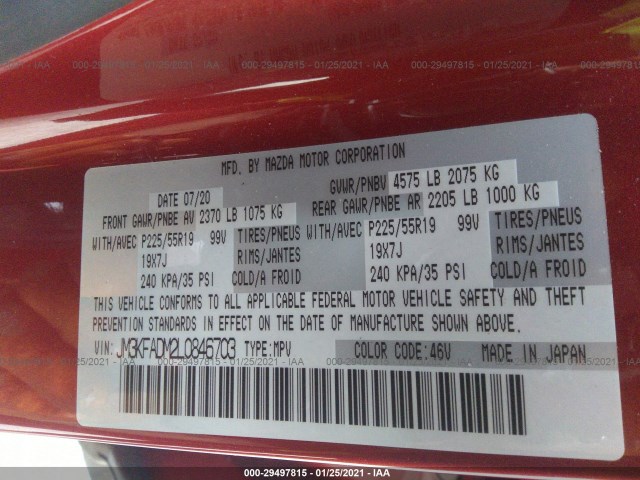 000-29497815 - 01/25/2021 - IAA
MFD. BY MAZDA MOTOR CORPORATION
DATE 07/20 GVWR/PNBV 4575 LB 2075 KG
FRONT GAWR/PNBE AV 2370 LB 1075 KG REAR GAWR/PNBE AR 2205 LB 1000 KG
WITH/AVEC P225/55R19 99V TIRES/PNEUS WITH/AVEC P225/55R19 99V TIRES/PNEUS
19X7J RIMS/JANTES 19X7J RIMS/JANTES
240 KPA/35 PSI COLD/A FROID 240 KPA/35 PSI COLD/A FROID
THIS VEHICLE CONFORMS TO ALL APPLICABLE FEDERAL MOTOR VEHICLE SAFETY AND THEFT
PREVENTION STANDARDS IN EFFECT ON THE DATE OF MANUFACTURE SHOWN ABOVE.
VIN: JM3KFADM2L0846703 TYPE: MPV COLOR CODE: 46V MADE IN JAPAN
000-29497815 - 01/25/2021 - IAA